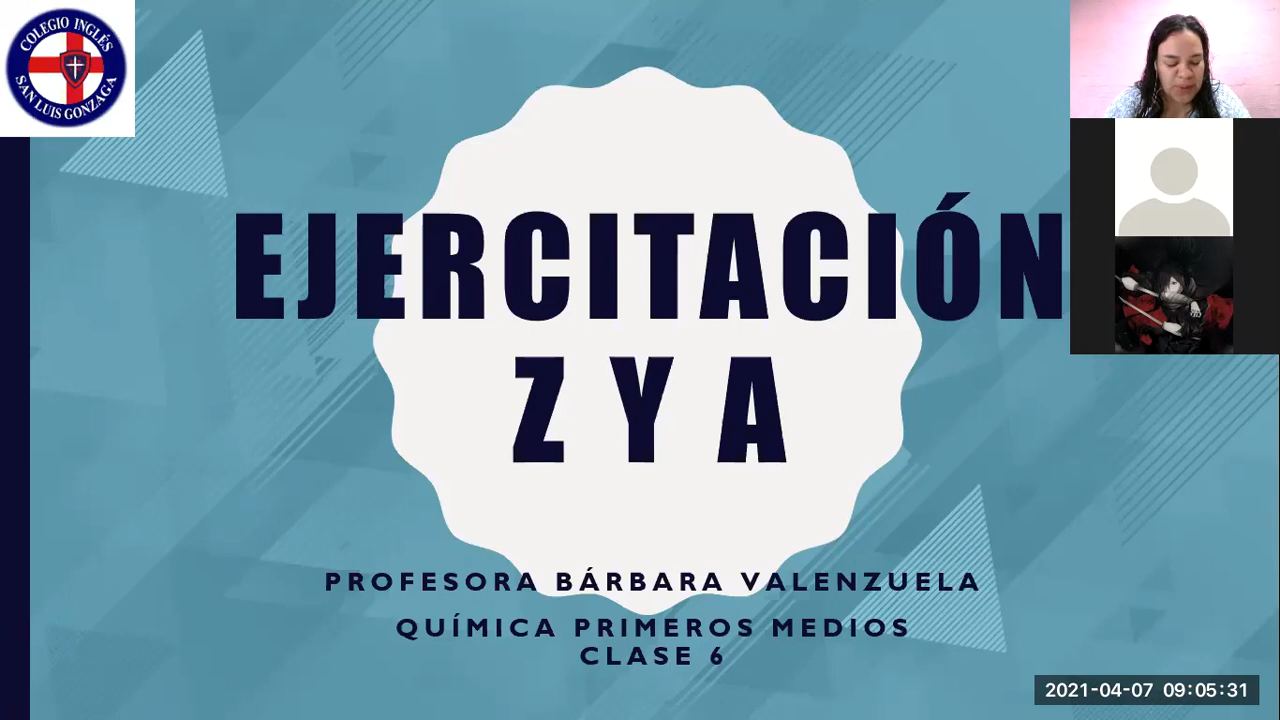 COLEGIO INGLÉS
SAN LUIS GONZAGA
EJERCITACIÓN
Z Y A
PROFESORA BÁRBARA VALENZUELA
QUÍMICA PRIMEROS MEDIOS
CLASE 6
2021-04-07 09:05:31